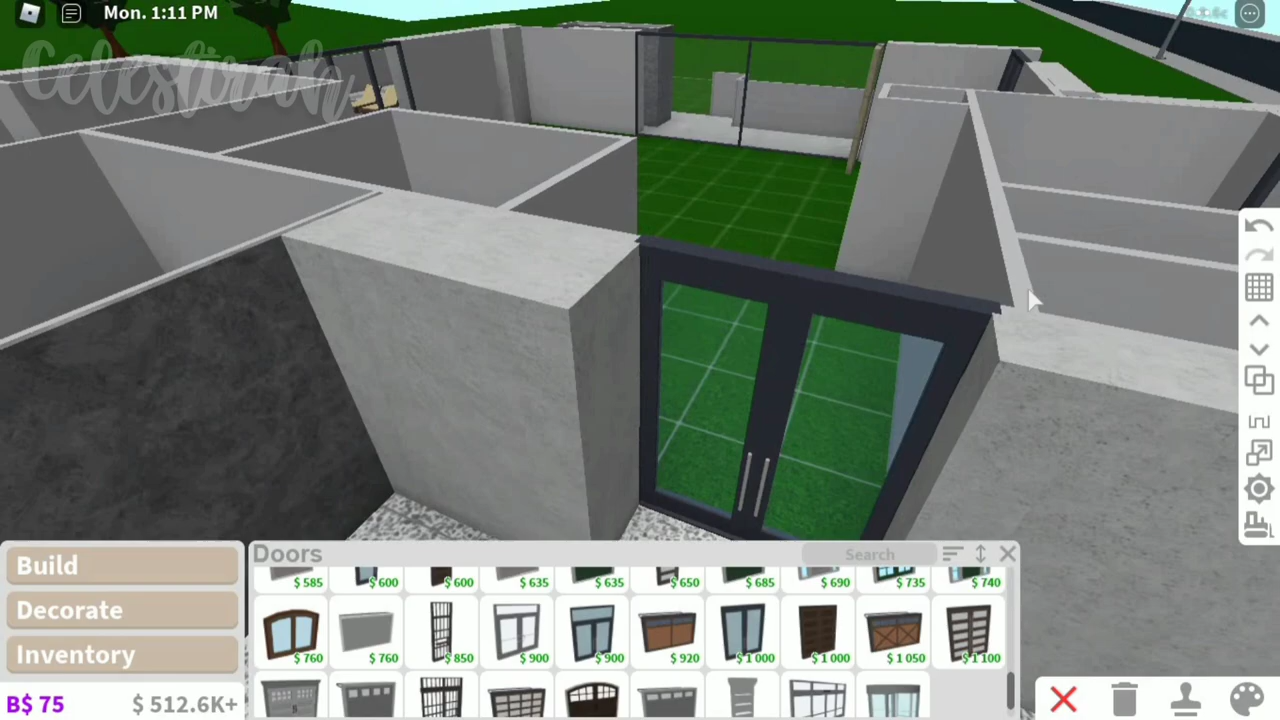 Mon. 1:11 PM
Celestirah
Build
Decorate
Inventory
B$ 75
$ 512.6K+
Doors
Search
$ 585
$ 600
$ 600
$ 635
$ 635
$ 650
$ 685
$ 690
$ 735
$ 740
$ 760
$ 760
$ 850
$ 900
$ 900
$ 920
$ 1 000
$ 1 000
$ 1 050
$ 1 100